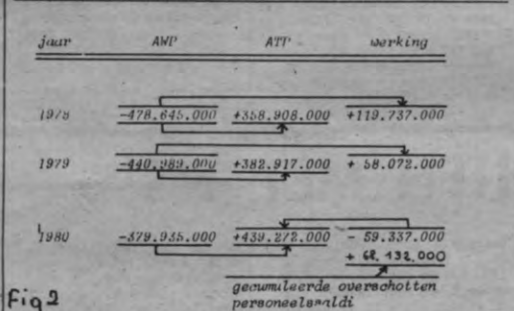 jaar AWP ATP werking
1978 -478.645.000 +358.908.000 +119.737.000
1979 -440.989.000 +382.917.000 + 58.072.000
1980 -379.935.000 +439.272.000 - 59.337.000
+ 68.132.000
gecumuleerde overschotten
fig 2 personeelsaldi